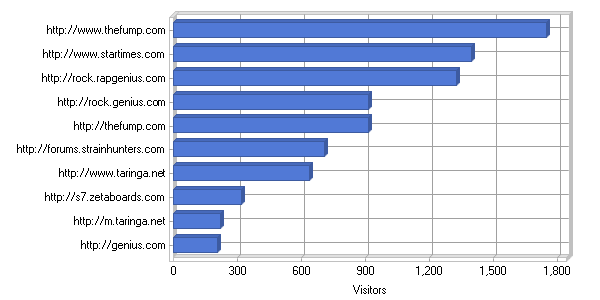 http://www.thefump.com
http://www.startimes.com
http://rock.rapgenius.com
http://rock.genius.com
http://thefump.com
http://forums.strainhunters.com
http://www.taringa.net
http://s7.zetaboards.com
http://m.taringa.net
http://genius.com
0 300 600 900 1,200 1,500 1,800
Visitors